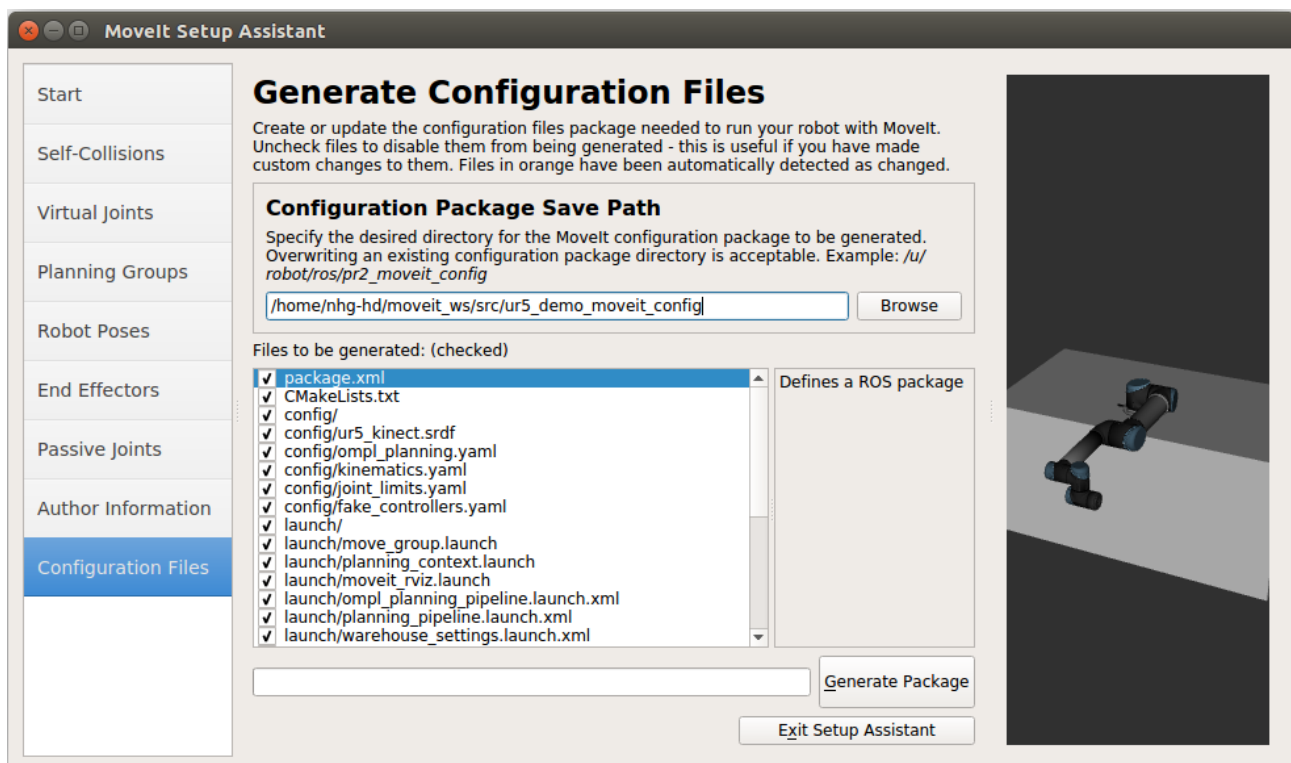 MoveIt Setup Assistant
Start
Self-Collisions
Virtual Joints
Planning Groups
Robot Poses
End Effectors
Passive Joints
Author Information
Configuration Files
Generate Configuration Files
Create or update the configuration files package needed to run your robot with MoveIt.
Uncheck files to disable them from being generated - this is useful if you have made
custom changes to them. Files in orange have been automatically detected as changed.
Configuration Package Save Path
Specify the desired directory for the MoveIt configuration package to be generated.
Overwriting an existing configuration package directory is acceptable. Example: /u/
robot/ros/pr2_moveit_config
/home/nhg-hd/moveit_ws/src/ur5_demo_moveit_config
Browse
Files to be generated: (checked)
package.xml
CMakeLists.txt
config/
config/ur5_kinect.srdf
config/ompl_planning.yaml
config/kinematics.yaml
config/joint_limits.yaml
config/fake_controllers.yaml
launch/
launch/move_group.launch
launch/planning_context.launch
launch/moveit_rviz.launch
launch/ompl_planning_pipeline.launch.xml
launch/planning_pipeline.launch.xml
launch/warehouse_settings.launch.xml
Defines a ROS package
Generate Package
Exit Setup Assistant